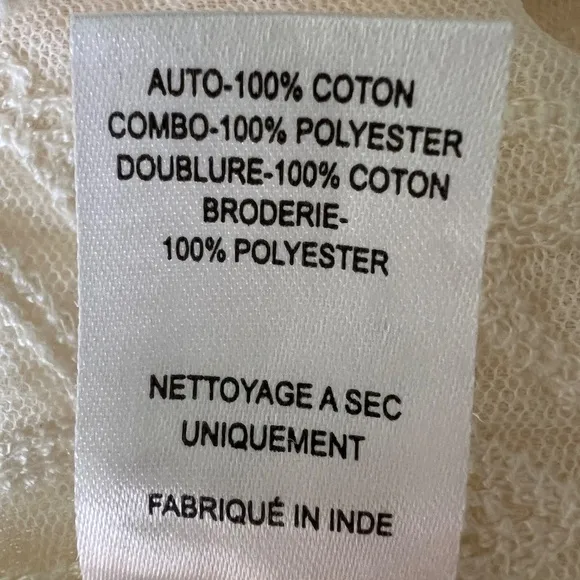 AUTO-100% COTON
COMBO-100% POLYESTER
DOUBLURE-100% COTON
BRODERIE-
100% POLYESTER
NETTOYAGE A SEC
UNIQUEMENT
FABRIQUÉ IN INDE